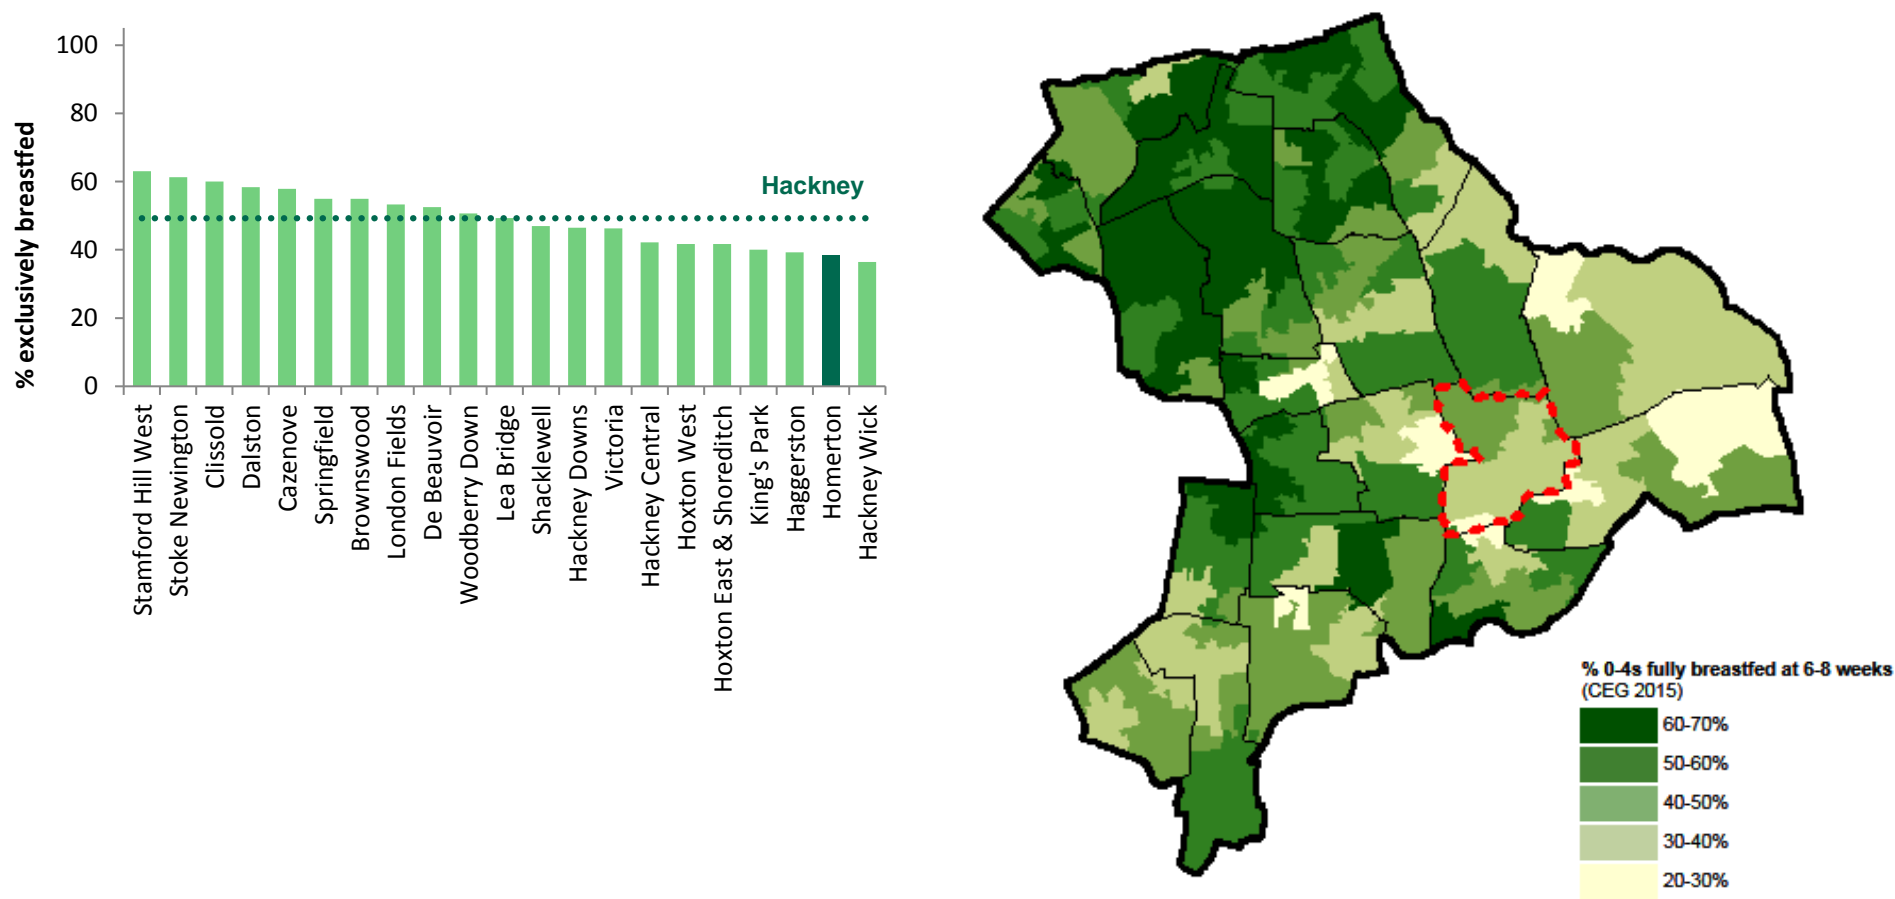 % exclusively breastfed
100
80
60
40
20
0
Hackney
Stamford Hill West
Stoke Newington
Clissold
Dalston
Cazenove
Springfield
Brownswood
London Fields
De Beauvoir
Woodberry Down
Lea Bridge
Shacklewell
Hackney Downs
Victoria
Hackney Central
Hoxton West
Hoxton East & Shoreditch
King's Park
Haggerston
Homerton
Hackney Wick
% 0-4s fully breastfed at 6-8 weeks
(CEG 2015)
60-70%
50-60%
40-50%
30-40%
20-30%